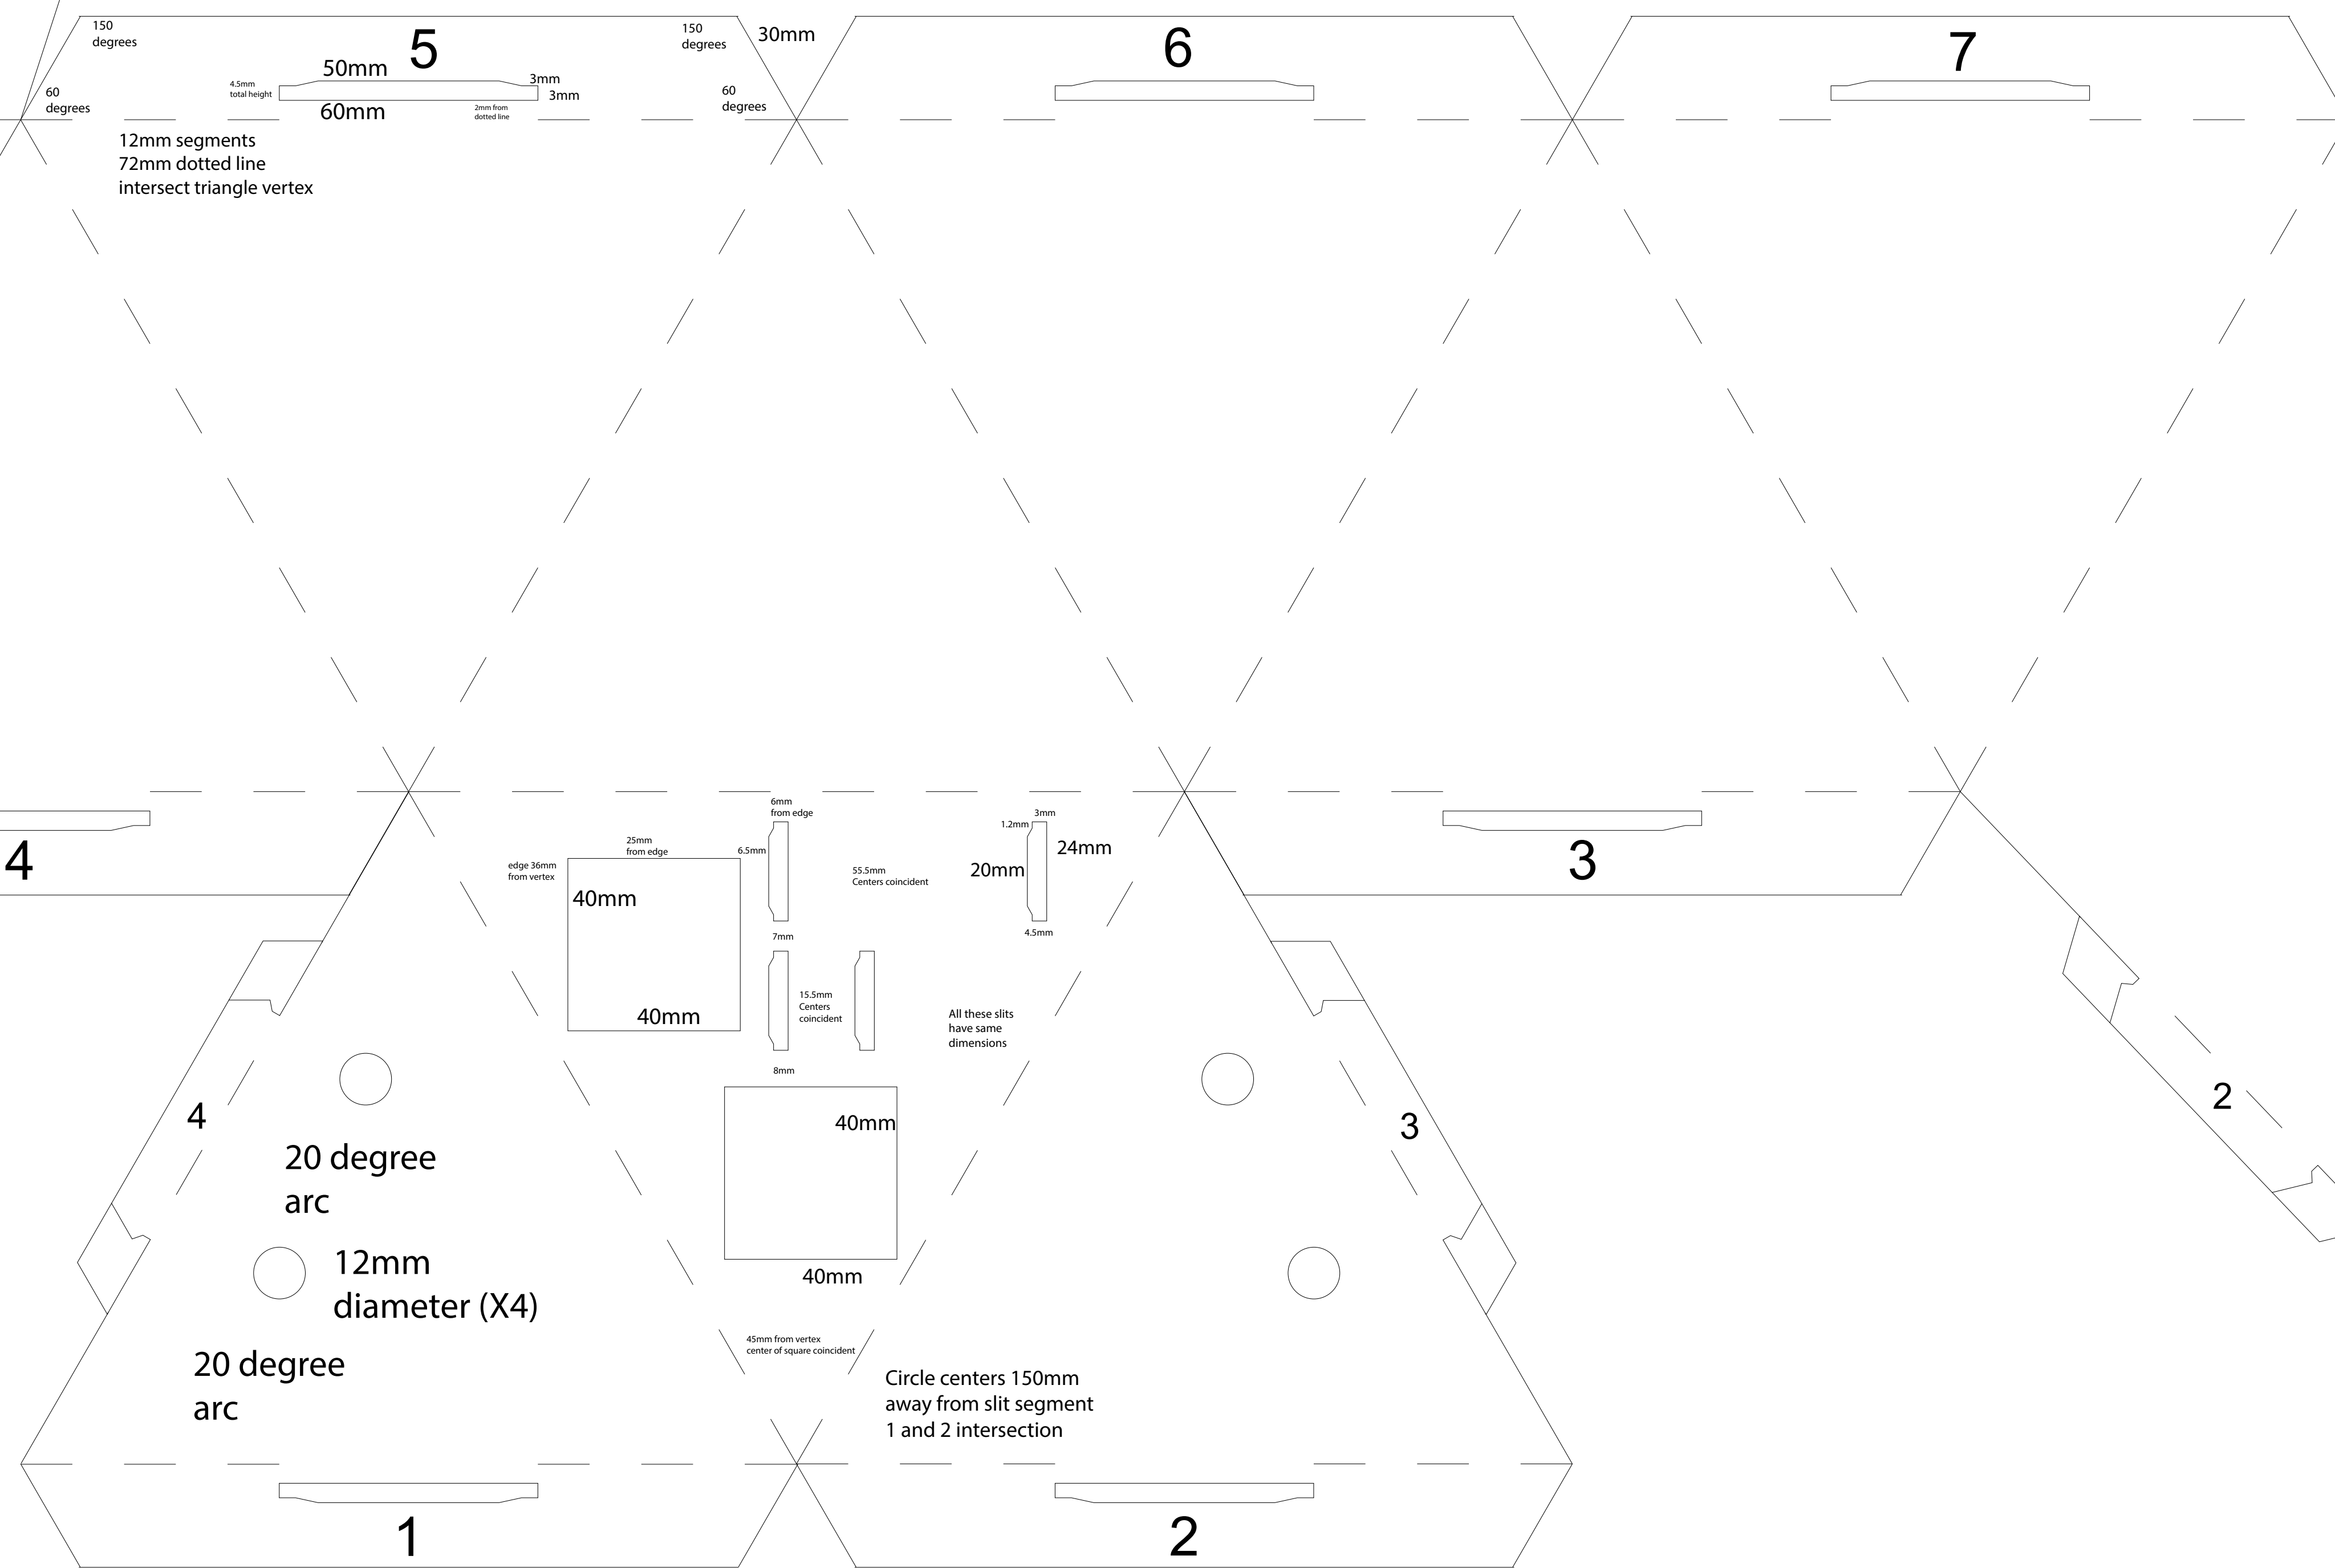 150
degrees
5
150
degrees
30mm
6
7
50mm
4.5mm
total height
3mm
3mm
60
degrees
60
degrees
60mm
2mm from
dotted line
12mm segments
72mm dotted line
intersect triangle vertex
6mm
from edge
3mm
1.2mm
25mm
from edge
6.5mm
24mm
4
edge 36mm
from vertex
55.5mm
Centers coincident
20mm
3
40mm
7mm
4.5mm
15.5mm
Centers
coincident
40mm
All these slits
have same
dimensions
8mm
4
40mm
3
2
20 degree
arc
12mm
diameter (X4)
40mm
20 degree
arc
45mm from vertex
center of square coincident
Circle centers 150mm
away from slit segment
1 and 2 intersection
1
2